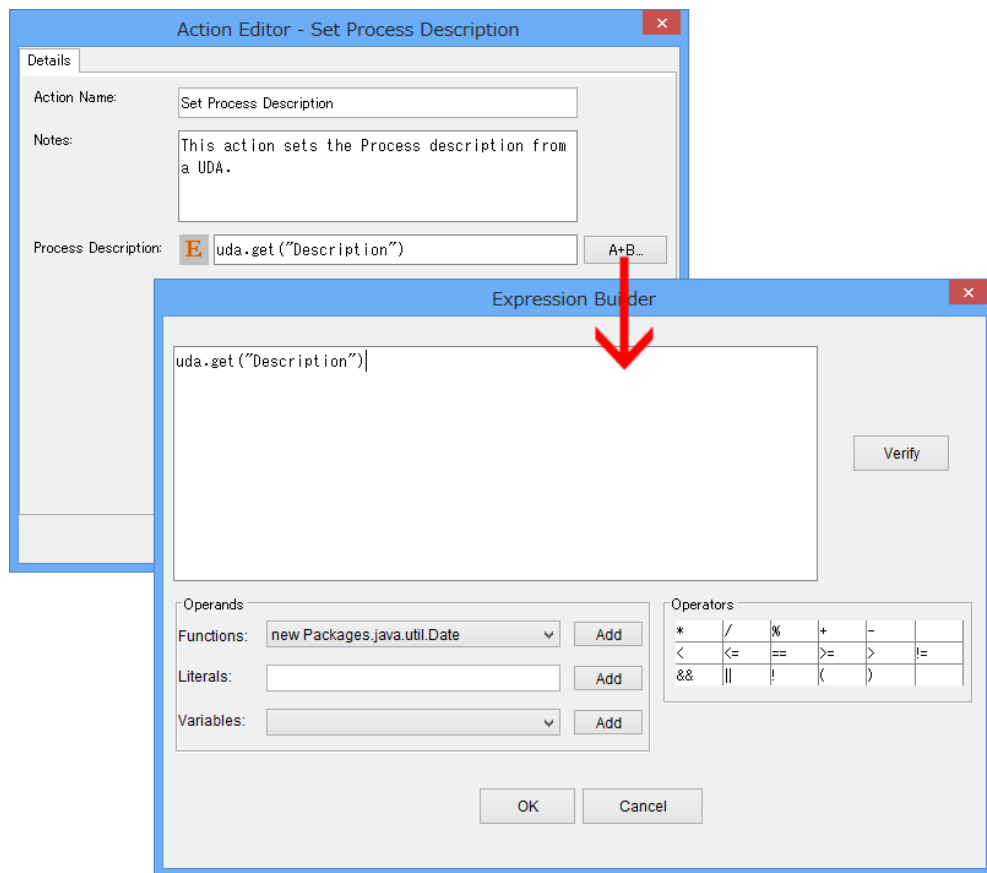 Action Editor - Set Process Description
Details
Action Name:
Set Process Description
Notes:
This action sets the Process description from
a UDA.
Process Description:
E
uda.get("Description")
A+B...
Expression Builder
uda.get("Description")
Verify
Operands
Functions:
new Packages.java.util.Date
Add
Literals:
Add
Variables:
Add
Operators
* / % + -
< <= == >= > !=
&& || ! ( )
OK
Cancel